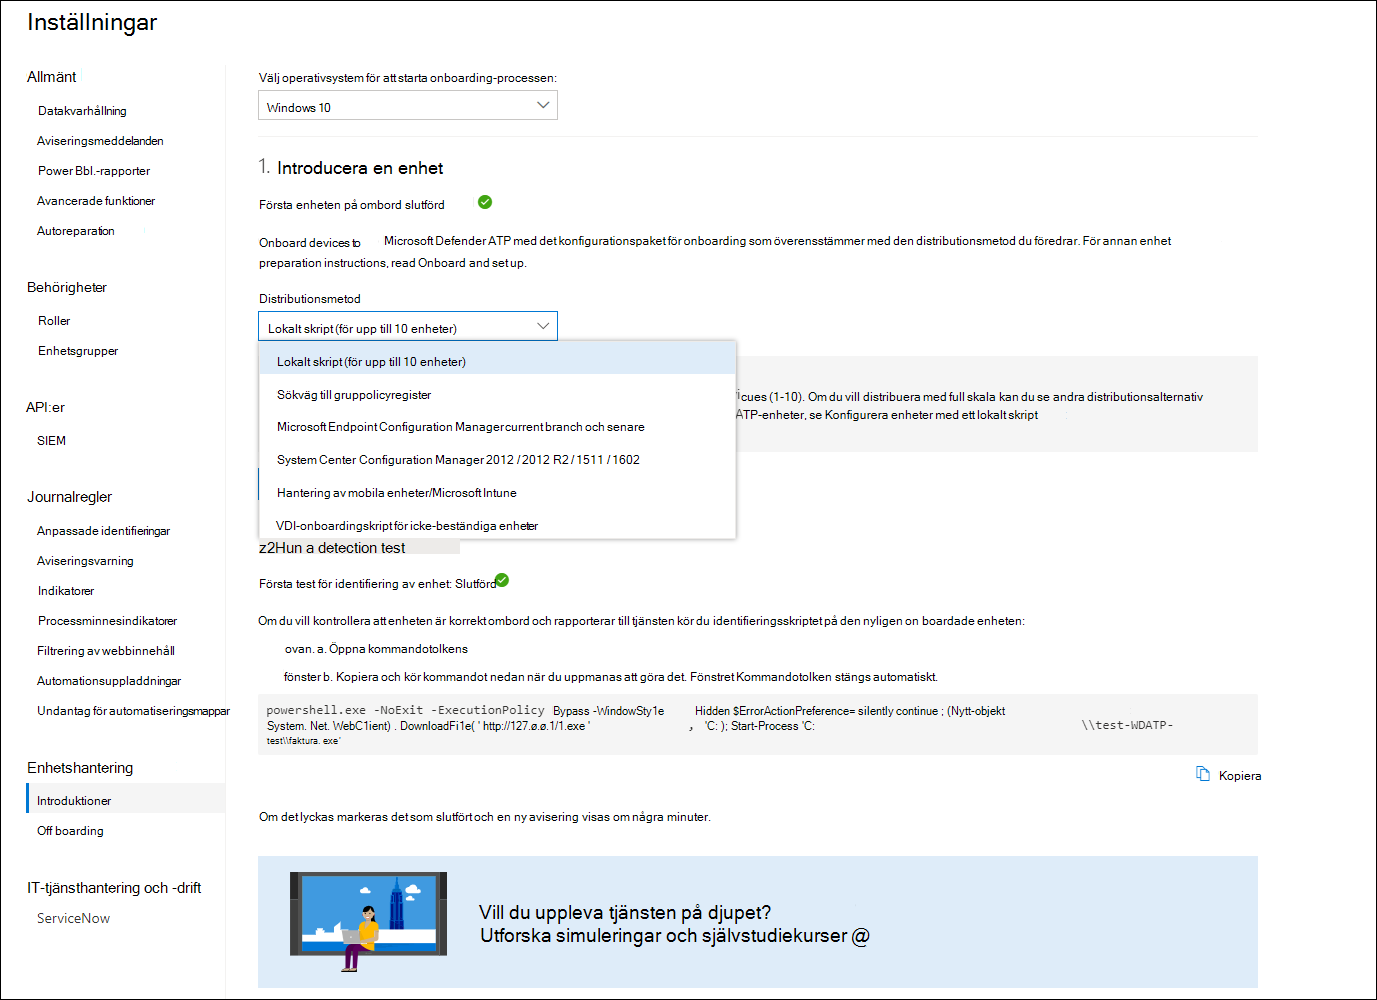 Inställningar
Allmänt
Datakvarhållning
Aviseringsmeddelanden
Power Bbl.-rapporter
Avancerade funktioner
Autoreparation
Behörigheter
Roller
Enhetsgrupper
API:er
SIEM
Journalregler
Anpassade identifieringar
Aviseringsvarning
Indikatorer
Processminnesindikatorer
Filtrering av webbinnehåll
Automationsuppladdningar
Undantag för automatiseringsmappar
Enhetshantering
Introduktioner
Off boarding
IT-tjänsthantering och -drift
ServiceNow
Välj operativsystem för att starta onboarding-processen:
Windows 10
1. Introducera en enhet
Första enheten på ombord slutförd
Onboard devices to Microsoft Defender ATP med det konfigurationspaket för onboarding som överensstämmer med den distributionsmetod du föredrar. För annan enhet
preparation instructions, read Onboard and set up.
Distributionsmetod
Lokalt skript (för upp till 10 enheter)
Lokalt skript (för upp till 10 enheter)
Sökväg till gruppolicyregister
Microsoft Endpoint Configuration Manager current branch och senare
System Center Configuration Manager 2012 / 2012 R2 / 1511 / 1602
Hantering av mobila enheter/Microsoft Intune
VDI-onboardingskript för icke-beständiga enheter
cues (1-10). Om du vill distribuera med full skala kan du se andra distributionsalternativ
ATP-enheter, se Konfigurera enheter med ett lokalt skript
z2Hun a detection test
Första test för identifiering av enhet: Slutförd
Om du vill kontrollera att enheten är korrekt ombord och rapporterar till tjänsten kör du identifieringsskriptet på den nyligen on boardade enheten:
ovan. a. Öppna kommandotolkens
fönster b. Kopiera och kör kommandot nedan när du uppmanas att göra det. Fönstret Kommandotolken stängs automatiskt.
powershell.exe -NoExit -ExecutionPolicy Bypass -WindowSty1e Hidden $ErrorActionPreference= silently continue ; (Nytt-objekt
System. Net. WebC1ient) . DownloadFi1e( ' http://127.ø.ø.1/1.exe ' , 'C: ); Start-Process 'C: \\test-WDATP-
test\\faktura. exe'
Kopiera
Om det lyckas markeras det som slutfört och en ny avisering visas om några minuter.
Vill du uppleva tjänsten på djupet?
Utforska simuleringar och självstudiekurser @